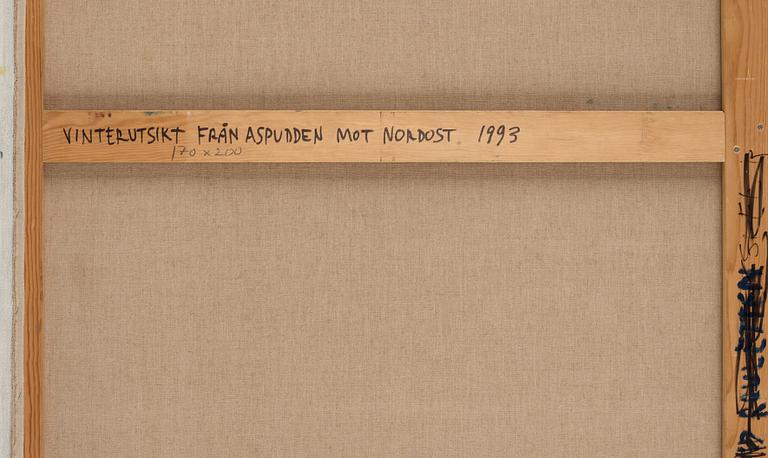 VINTERUTSIKT FRÅN ASPUDDEN MOT NORDOST 1993
170 x 200